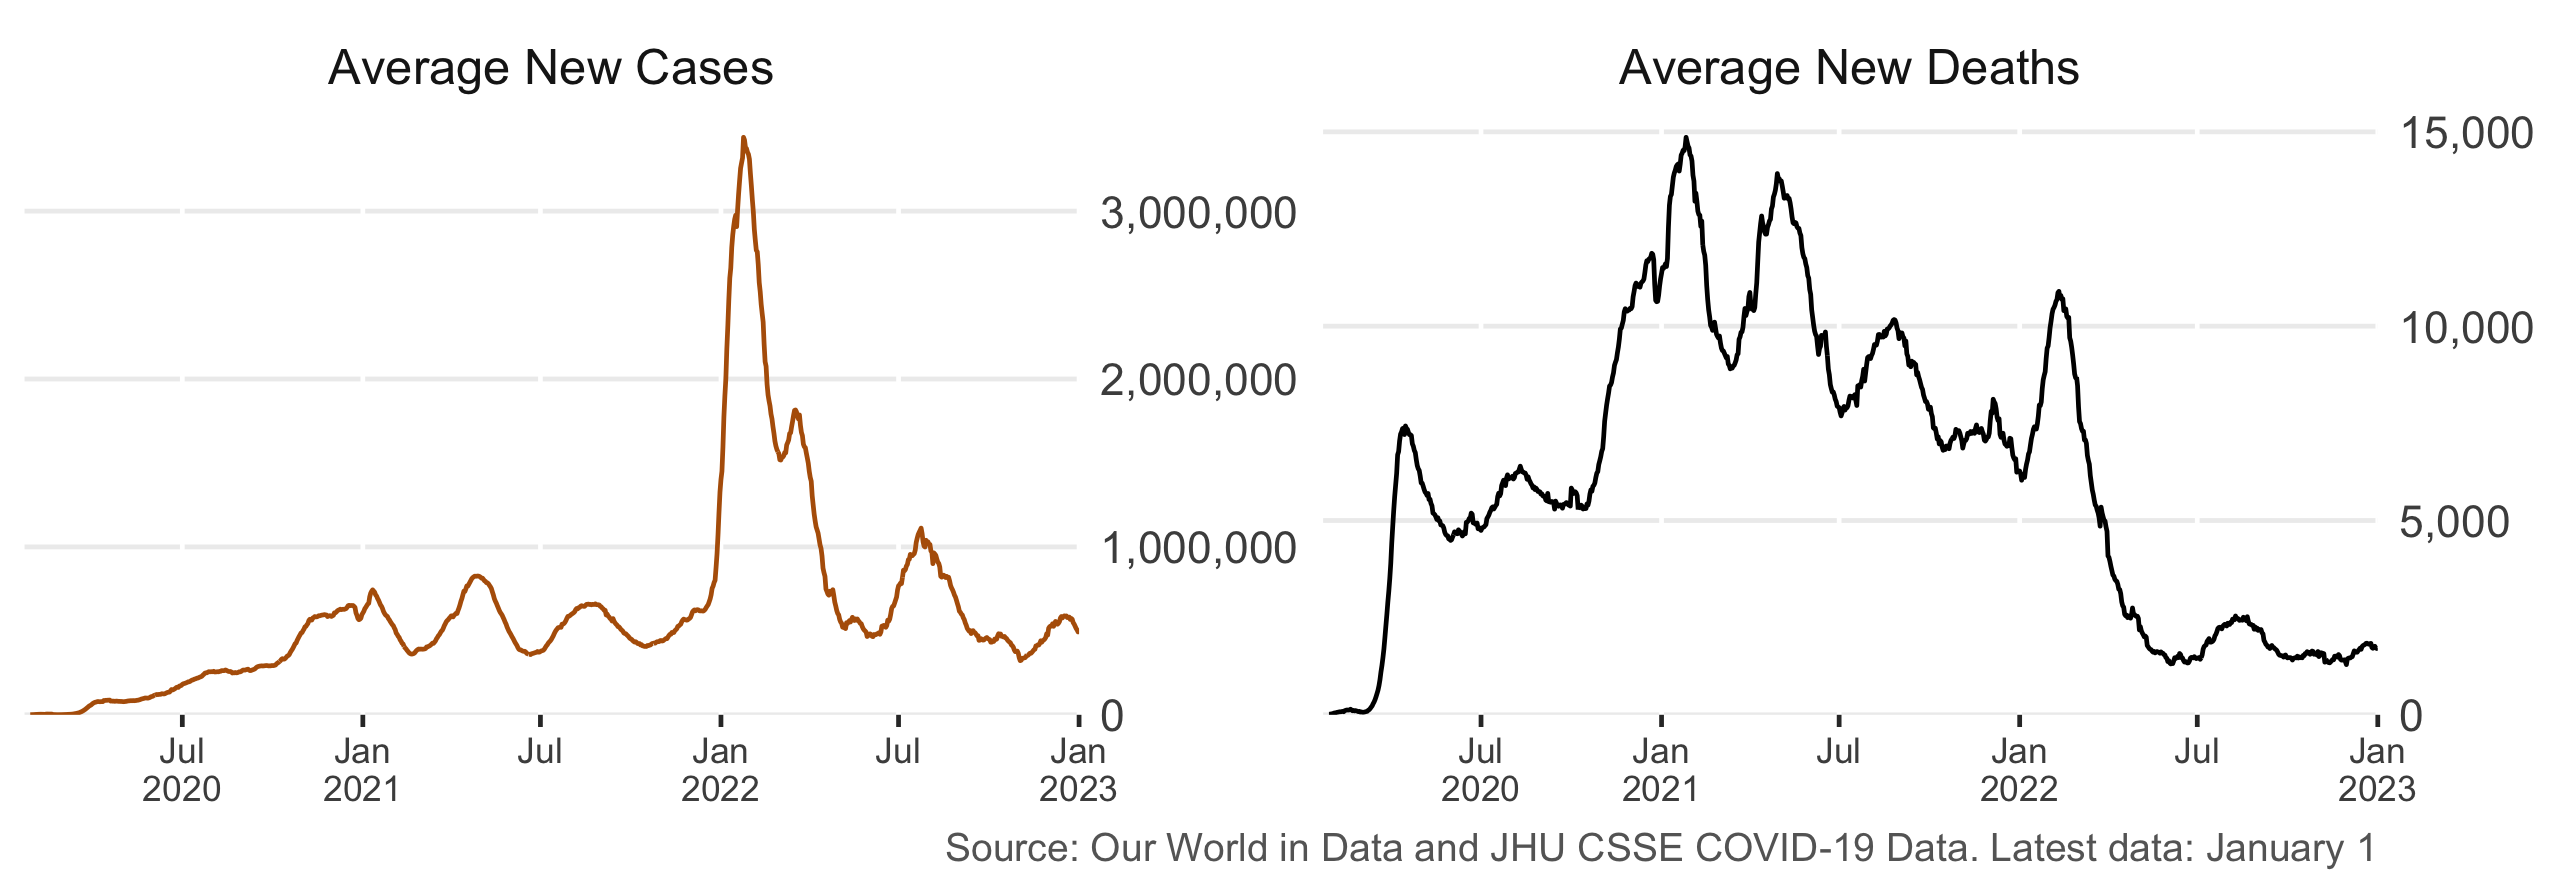 Average New Cases
3,000,000
2,000,000
1,000,000
0
Jul Jan Jul Jan Jul Jan
2020 2021 2022 2023
Average New Deaths
15,000
10,000
5,000
0
Jul Jan Jul Jan Jul Jan
2020 2021 2022 2023
Source: Our World in Data and JHU CSSE COVID-19 Data. Latest data: January 1